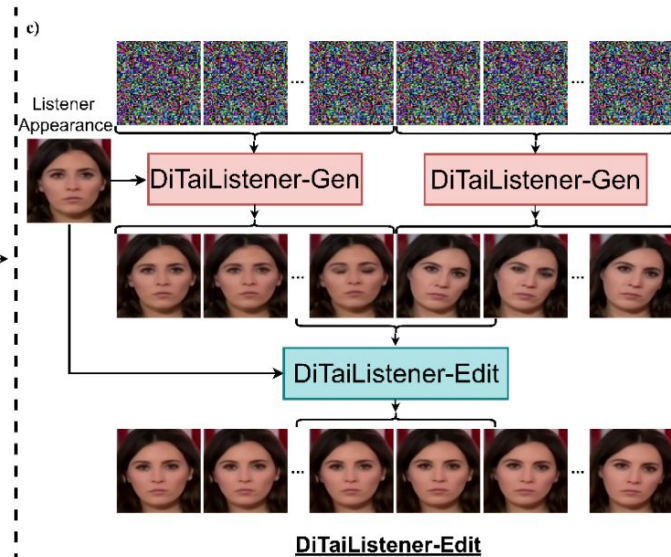 c)
Listener
Appearance
...
...
DiTaiListener-Gen
DiTaiListener-Gen
...
...
DiTaiListener-Edit
...
...
DiTaiListener-Edit